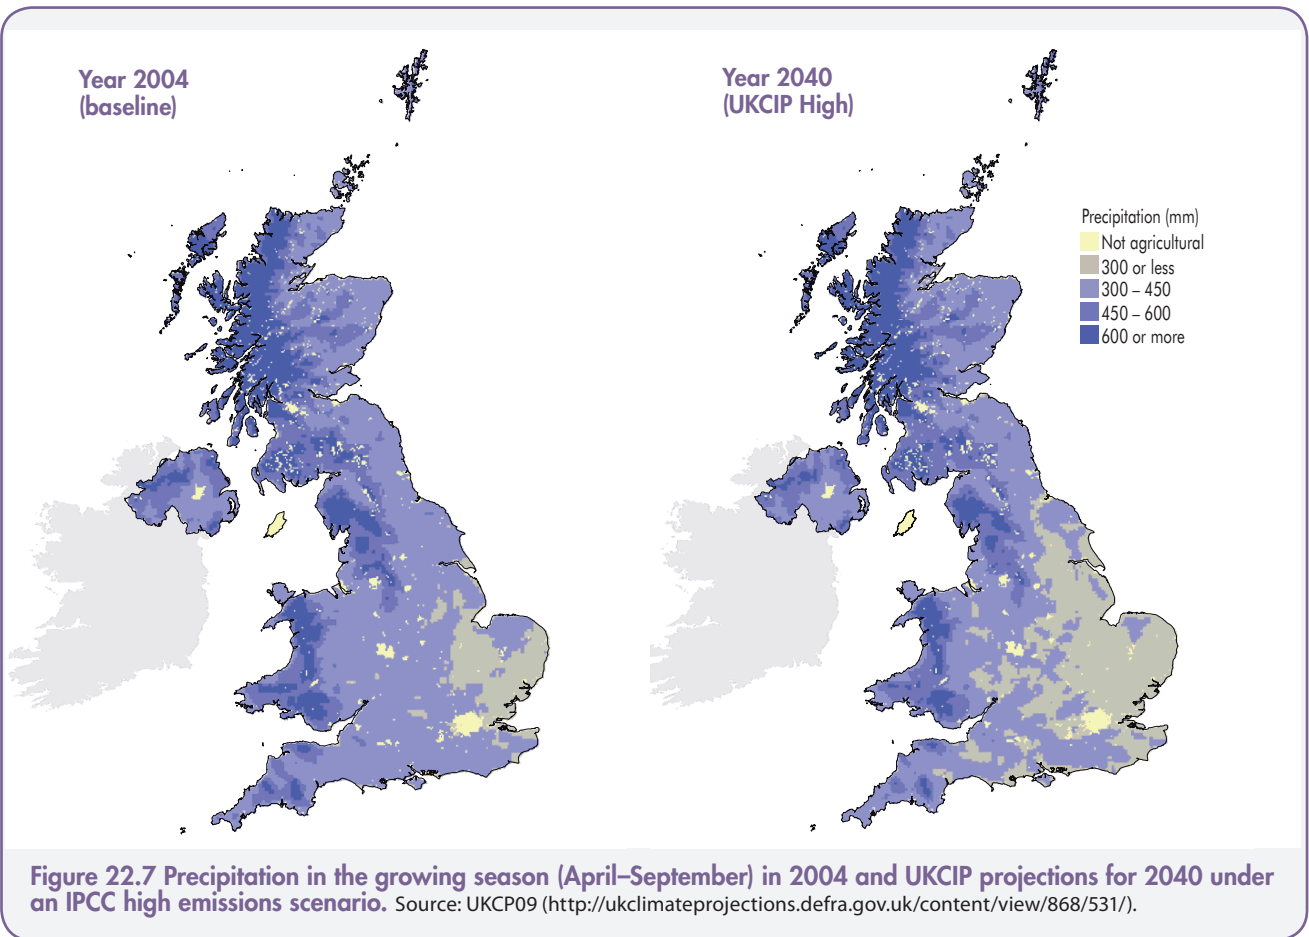 Year 2004
(baseline)
Year 2040
(UKCIP High)
Precipitation (mm)
Not agricultural
300 or less
300 – 450
450 – 600
600 or more
Figure 22.7 Precipitation in the growing season (April–September) in 2004 and UKCIP projections for 2040 under
an IPCC high emissions scenario. Source: UKCP09 (http://ukclimateprojections.defra.gov.uk/content/view/868/531/).